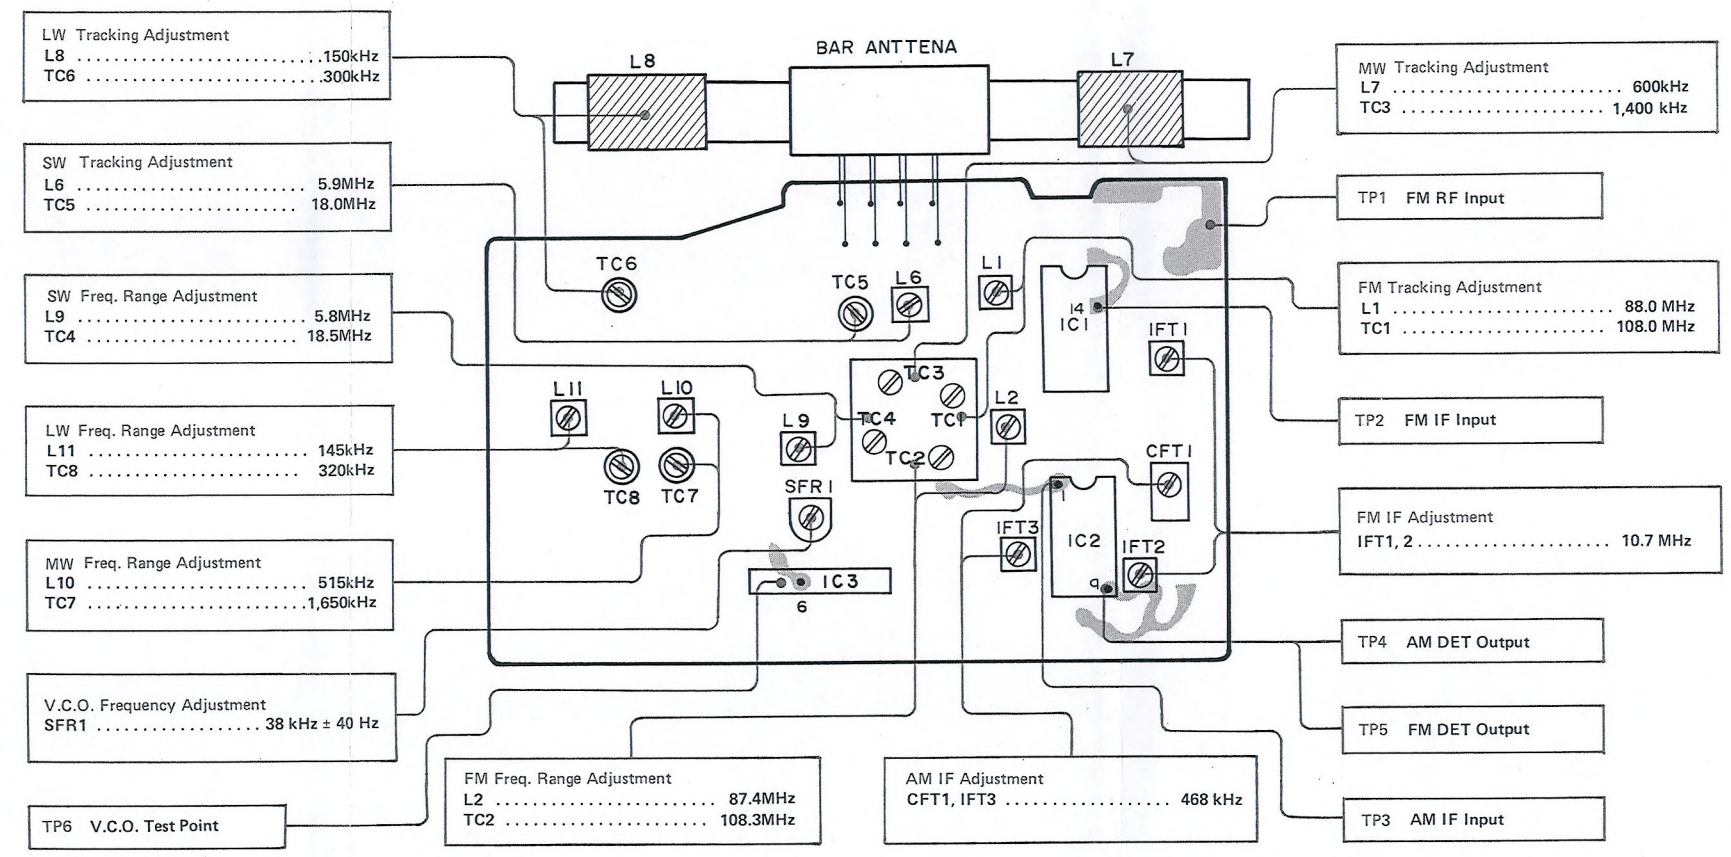 LW Tracking Adjustment
L8 ........................ .150kHz
TC6 ........................ .300kHz
SW Tracking Adjustment
L6 ........................ 5.9MHz
TC5 ........................ 18.0MHz
SW Freq. Range Adjustment
L9 ........................ 5.8MHz
TC4 ........................ 18.5MHz
LW Freq. Range Adjustment
L11 ........................ 145kHz
TC8 ........................ 320kHz
MW Freq. Range Adjustment
L10 ........................ 515kHz
TC7 ........................ 1,650kHz
V.C.O. Frequency Adjustment
SFR1 ................. 38 kHz ± 40 Hz
TP6 V.C.O. Test Point
BAR ANTTENA
L8
L7
TC6
TC5
L6
L1
14
IC1
IFT1
TC3
L11
L10
L9
TC4
TC1
L2
TC2
CFT1
TC8
TC7
SFR1
1
IFT3
IC2
IFT2
9
IC3
6
FM Freq. Range Adjustment
L2 ........................ 87.4MHz
TC2 ........................ 108.3MHz
AM IF Adjustment
CFT1, IFT3 ................. 468 kHz
MW Tracking Adjustment
L7 ........................ 600kHz
TC3 ........................ 1,400 kHz
TP1 FM RF Input
FM Tracking Adjustment
L1 ........................ 88.0 MHz
TC1 ........................ 108.0 MHz
TP2 FM IF Input
FM IF Adjustment
IFT1, 2 .................... 10.7 MHz
TP4 AM DET Output
TP5 FM DET Output
TP3 AM IF Input